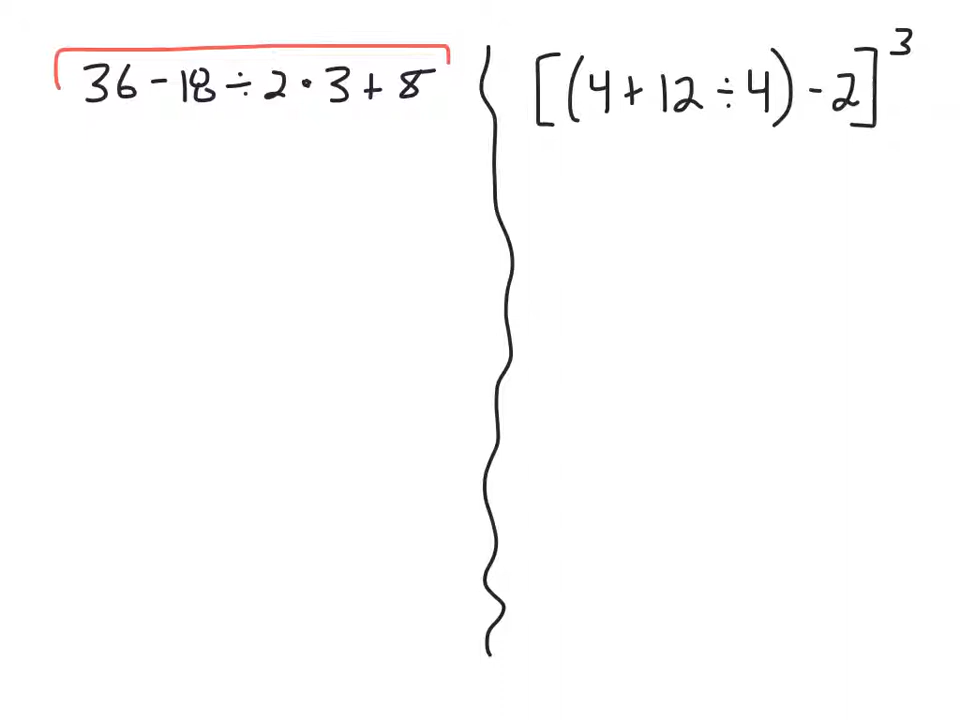 36 - 18 ÷ 2 · 3 + 8
[(4 + 12 ÷ 4) - 2]³